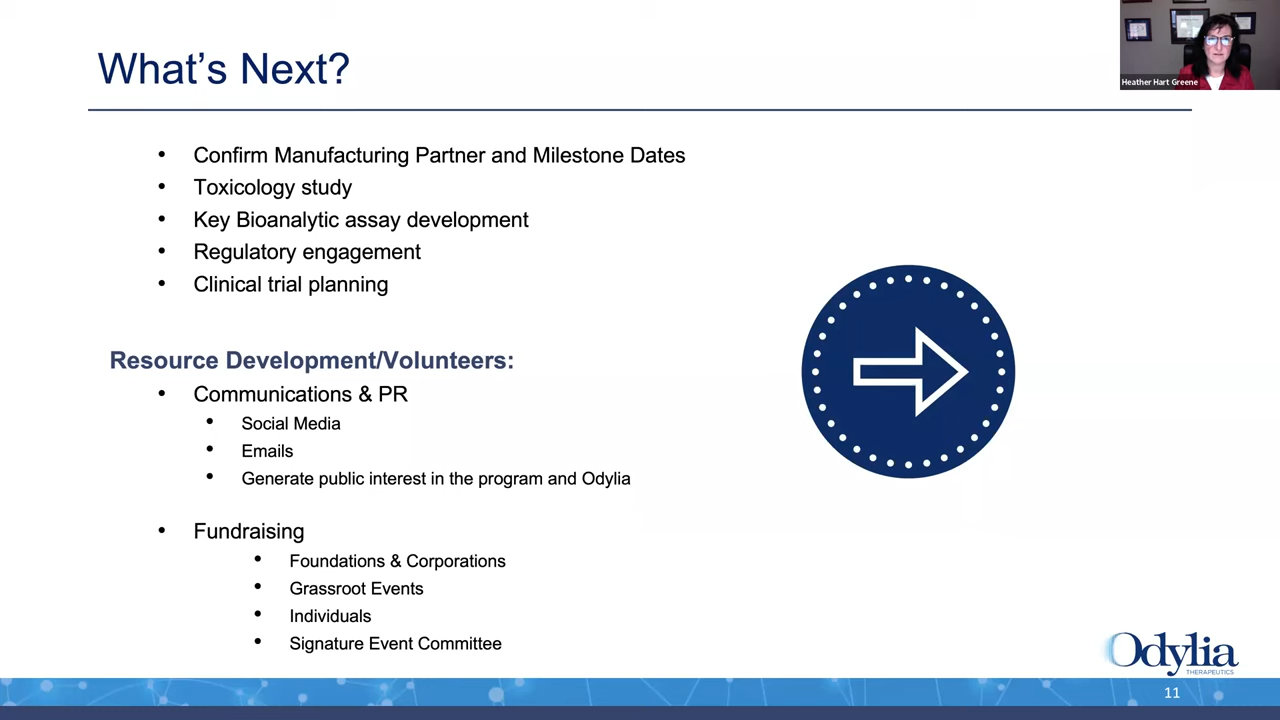 What's Next?
Heather Hart Greene
• Confirm Manufacturing Partner and Milestone Dates
• Toxicology study
• Key Bioanalytic assay development
• Regulatory engagement
• Clinical trial planning
Resource Development/Volunteers:
• Communications & PR
• Social Media
• Emails
• Generate public interest in the program and Odylia
• Fundraising
• Foundations & Corporations
• Grassroot Events
• Individuals
• Signature Event Committee
Odylia
THERAPEUTICS
11